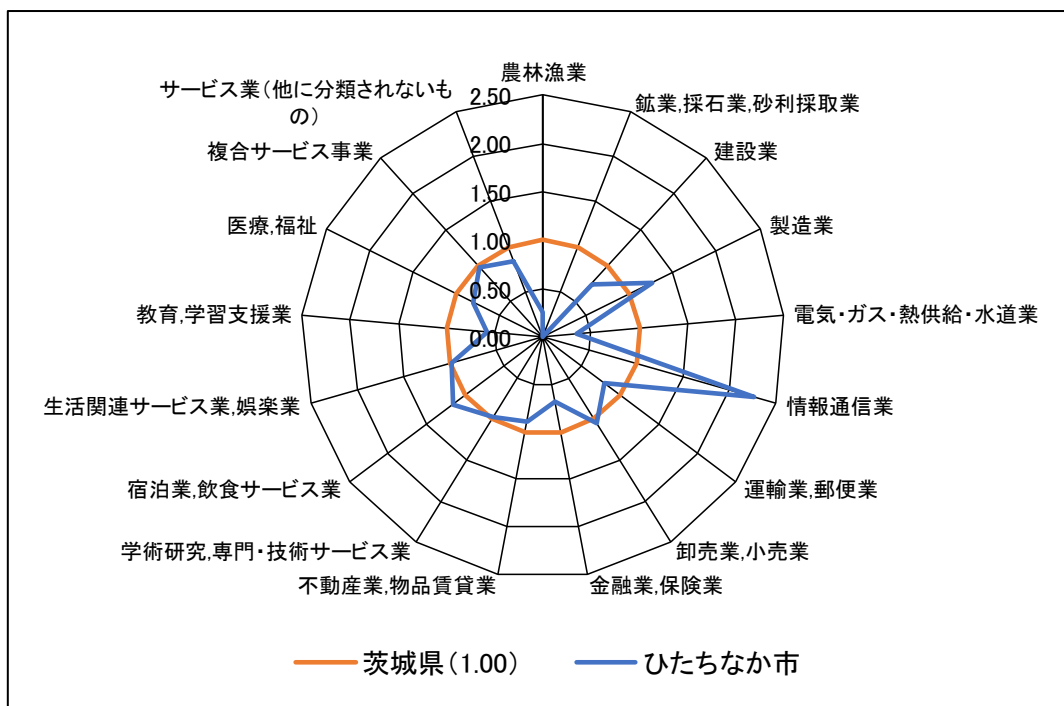 農林漁業
サービス業（他に分類されないも
の）
鉱業,採石業,砂利採取業
複合サービス事業
建設業
医療,福祉
製造業
教育,学習支援業
電気・ガス・熱供給・水道業
生活関連サービス業,娯楽業
情報通信業
宿泊業,飲食サービス業
運輸業,郵便業
学術研究,専門・技術サービス業
卸売業,小売業
不動産業,物品賃貸業
金融業,保険業
2.50
2.00
1.50
1.00
0.50
0.00
茨城県（1.00）
ひたちなか市